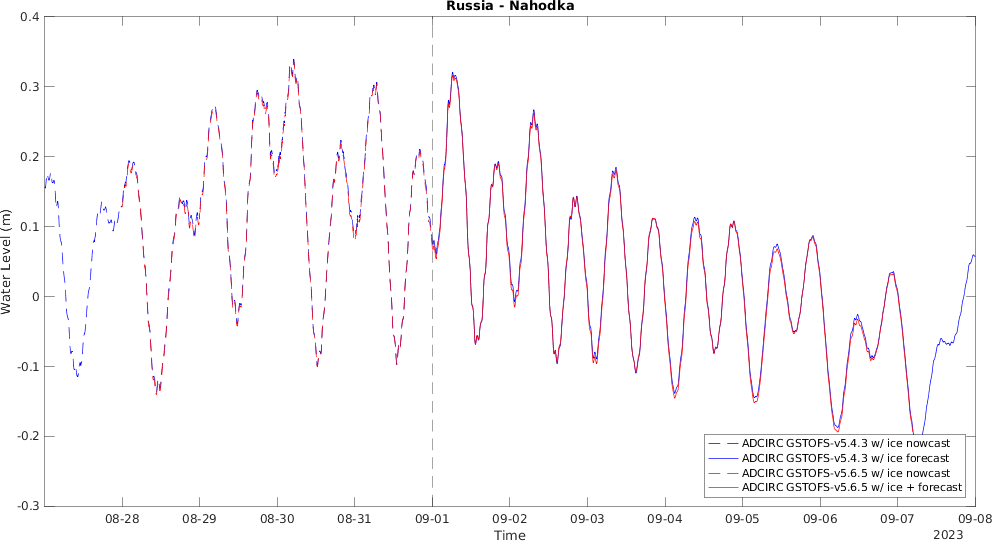 Russia - Nahodka
0.4
0.3
0.2
0.1
0
-0.1
-0.2
-0.3
Water Level (m)
ADCIRC GSTOFS-v5.4.3 w/ ice nowcast
ADCIRC GSTOFS-v5.4.3 w/ ice forecast
ADCIRC GSTOFS-v5.6.5 w/ ice nowcast
ADCIRC GSTOFS-v5.6.5 w/ ice + forecast
08-28 08-29 08-30 08-31 09-01 09-02 09-03 09-04 09-05 09-06 09-07 09-08
Time
2023